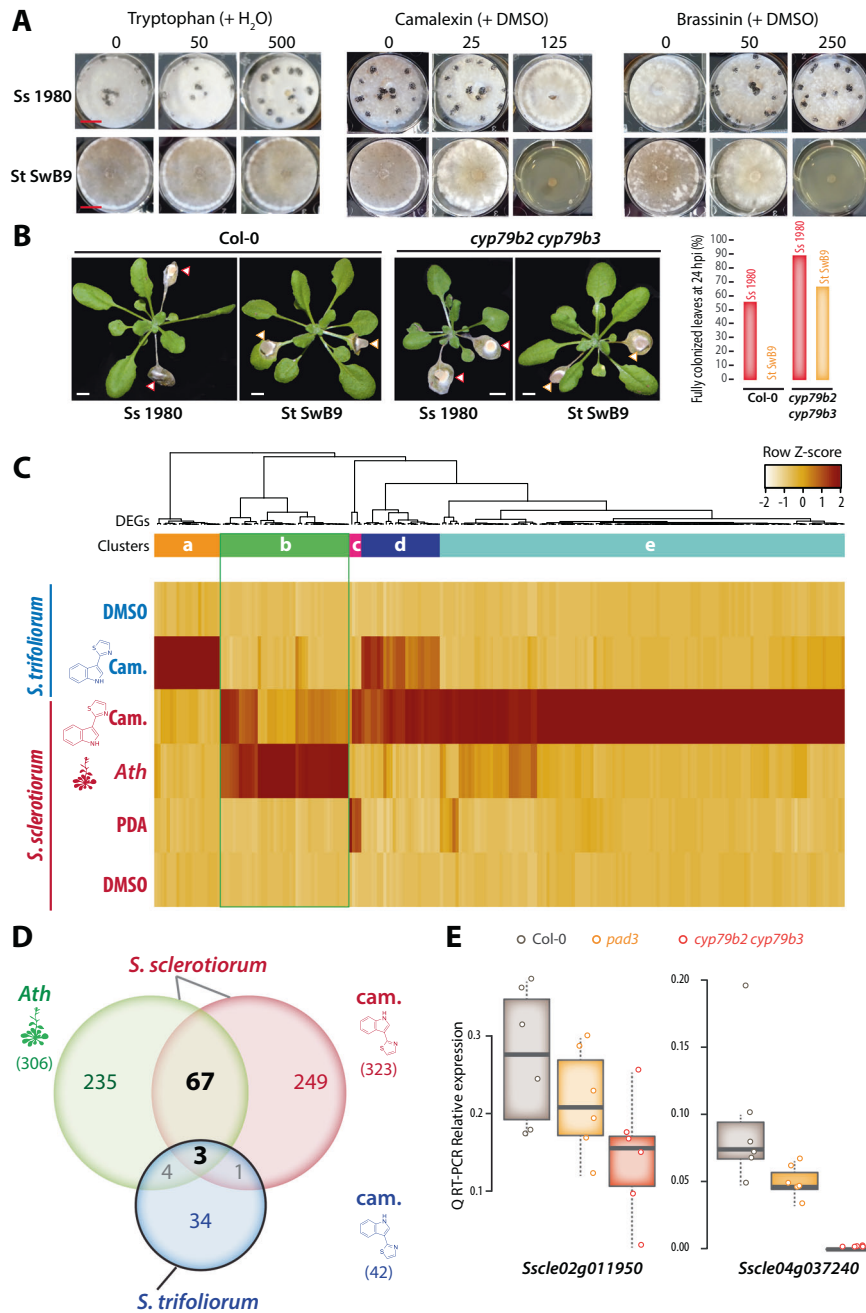 A
Tryptophan (+ H2O) Camalexin (+ DMSO) Brassinin (+ DMSO)
0 50 500 0 25 125 0 50 250
Ss 1980
St SwB9
B
Col-0 cyp79b2 cyp79b3
Ss 1980 St SwB9 Ss 1980 St SwB9
Fully colonized leaves at 24 hpi (%)
100
90
80
70
60
50
40
30
20
10
0
Ss 1980
St SwB9
Ss 1980
St SwB9
Col-0 cyp79b2
cyp79b3
C
Row Z-score
-2 -1 0 1 2
DEGs
Clusters a b c d e
S. trifoliorum
DMSO
S N NH Cam.
S. sclerotiorum
S N NH Cam.
Ath
PDA
DMSO
D
S. sclerotiorum
Ath
(306)
cam.
NH S N
(323)
235 67 249
3
4 1
34
cam.
NH S N
(42)
S. trifoliorum
E
Col-0 pad3 cyp79b2 cyp79b3
Q RT-PCR Relative expression
0.3
0.2
0.1
0.20
0.15
0.10
0.05
0.00
Sscle02g011950 Sscle04g037240